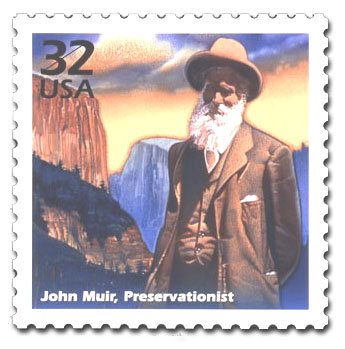 32
USA
John Muir, Preservationist